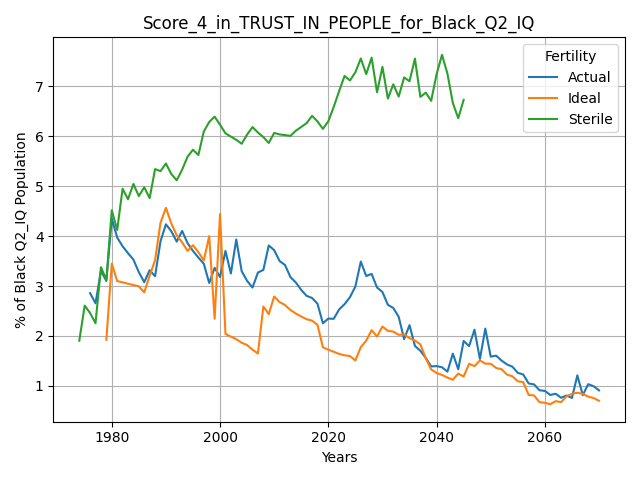 Score_4_in_TRUST_IN_PEOPLE_for_Black_Q2_IQ
% of Black Q2_IQ Population
7
6
5
4
3
2
1
Fertility
Actual
Ideal
Sterile
1980 2000 2020 2040 2060
Years